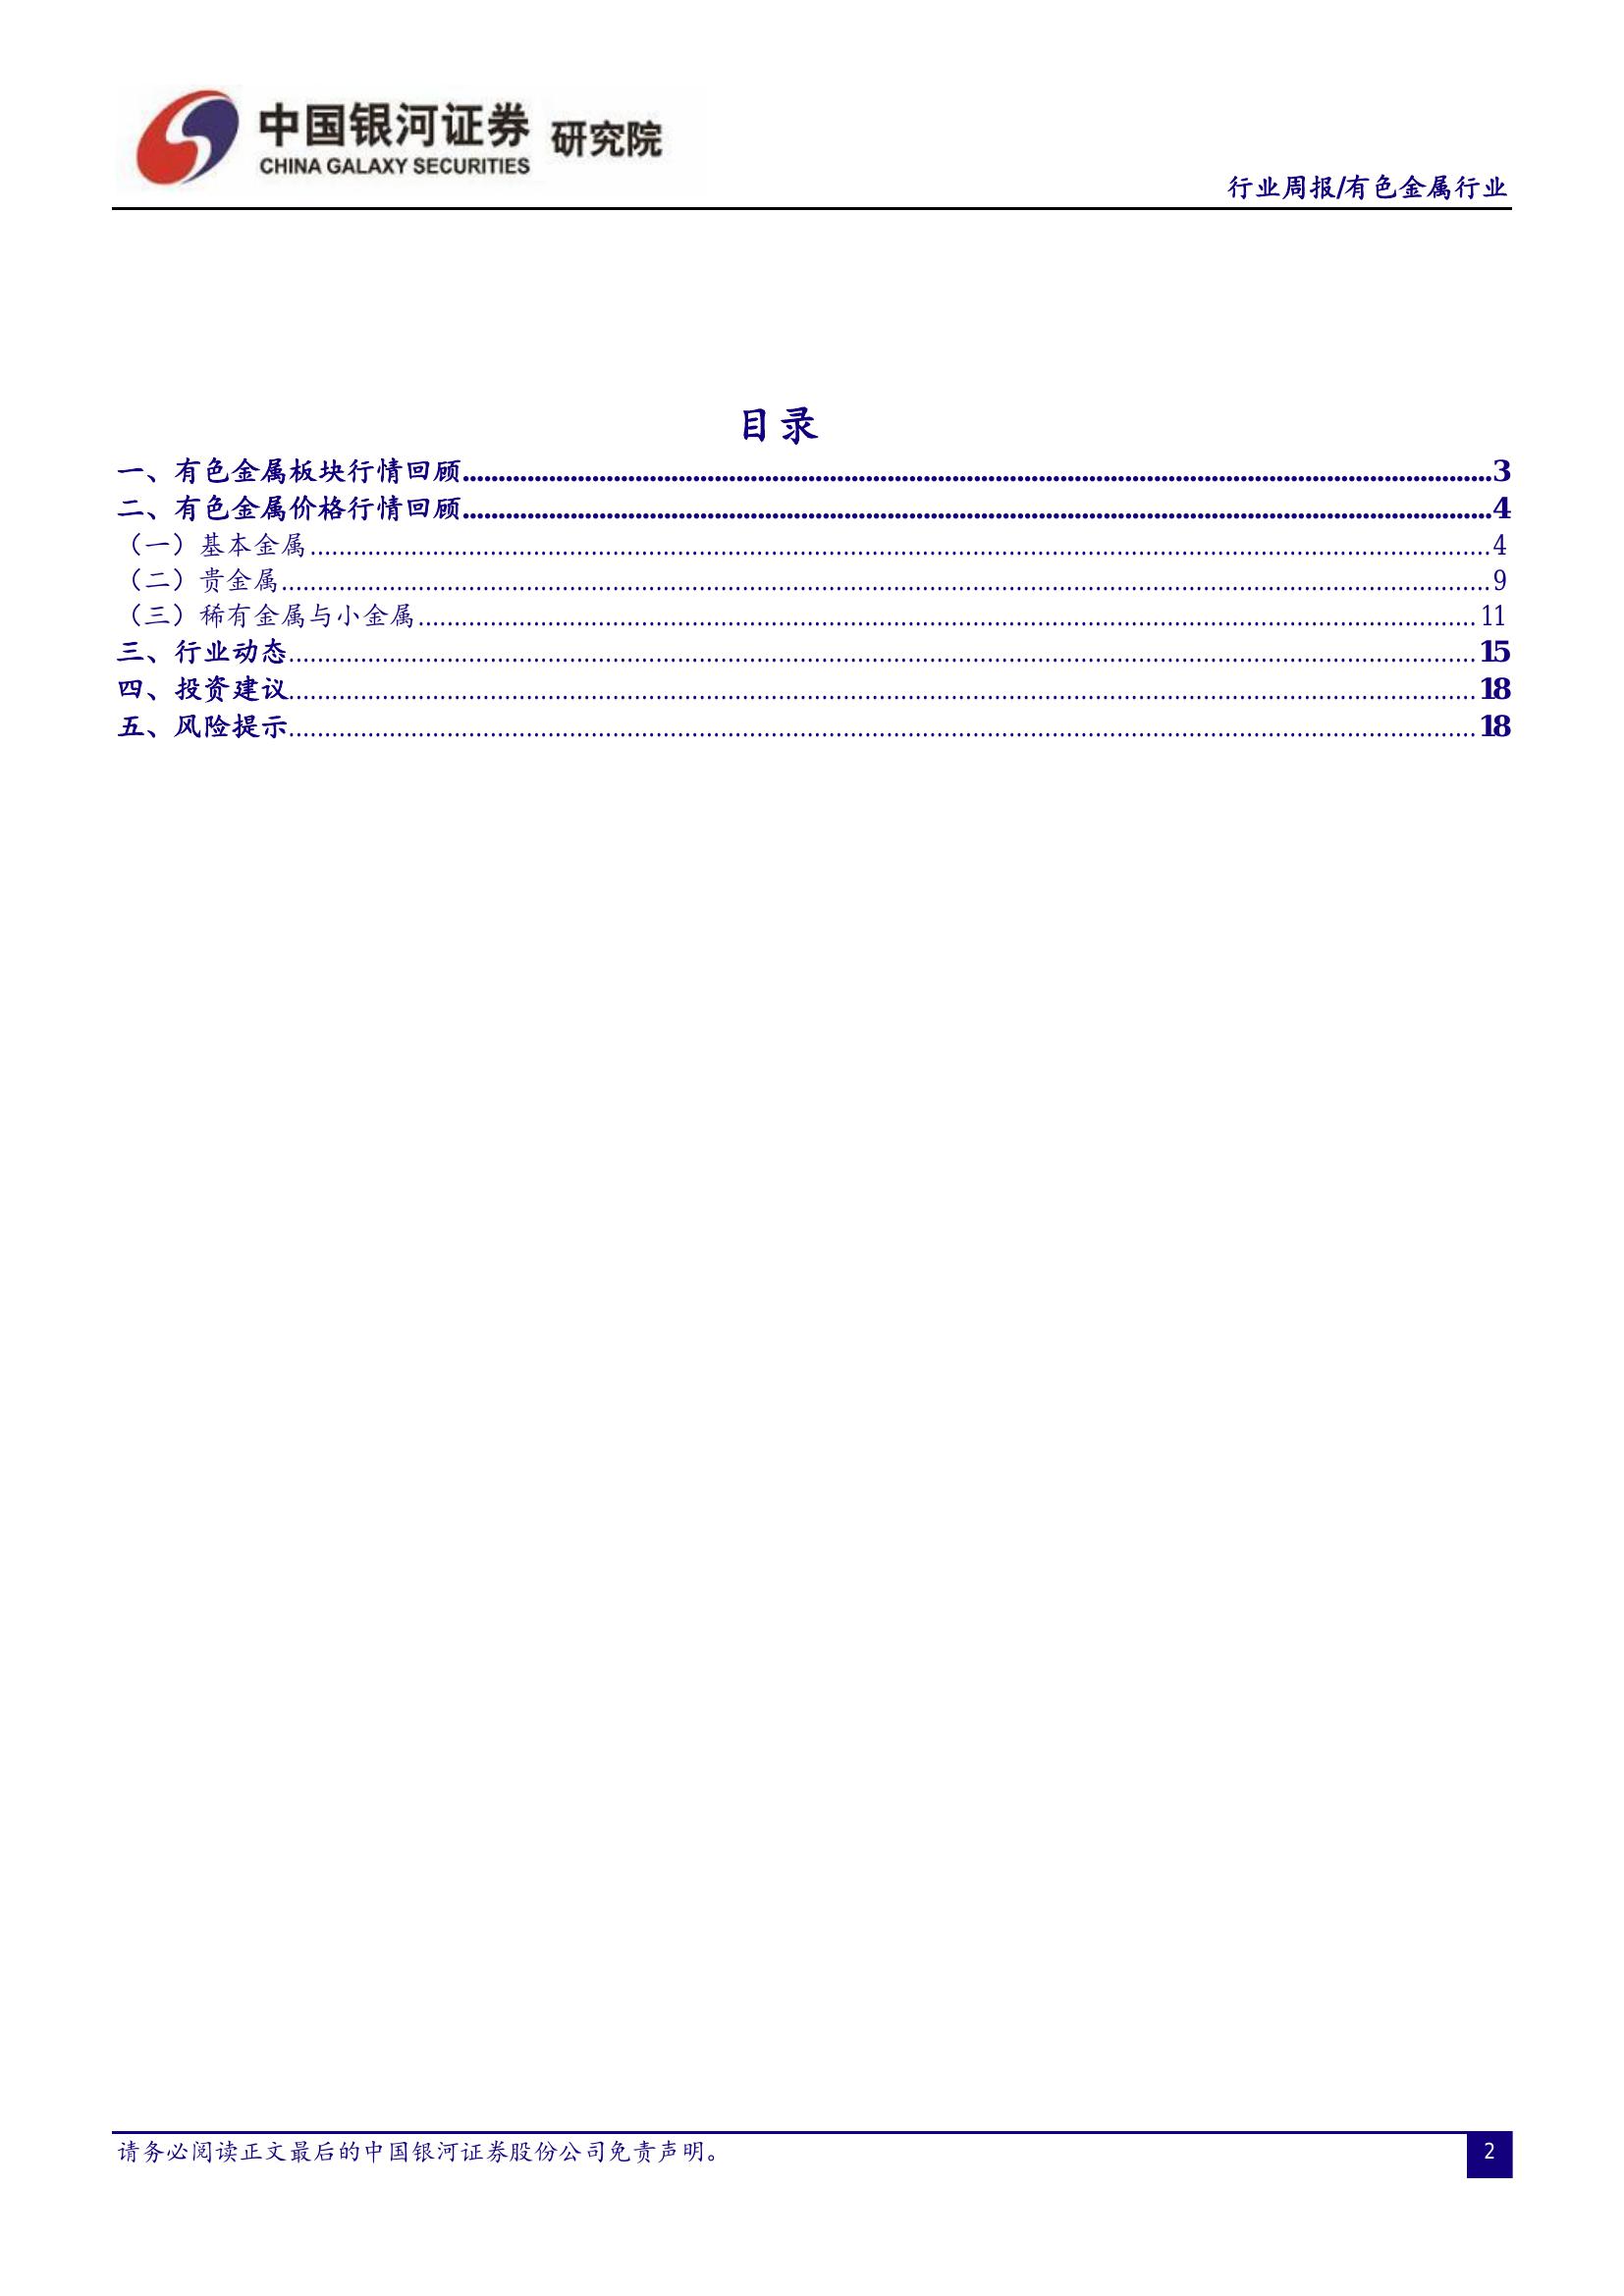 中国银河证券 研究院
CHINA GALAXY SECURITIES
行业周报/有色金属行业
目录
一、有色金属板块行情回顾........................................3
二、有色金属价格行情回顾........................................4
（一）基本金属........................................4
（二）贵金属........................................9
（三）稀有金属与小金属........................................11
三、行业动态........................................15
四、投资建议........................................18
五、风险提示........................................18
请务必阅读正文最后的中国银河证券股份公司免责声明。
2